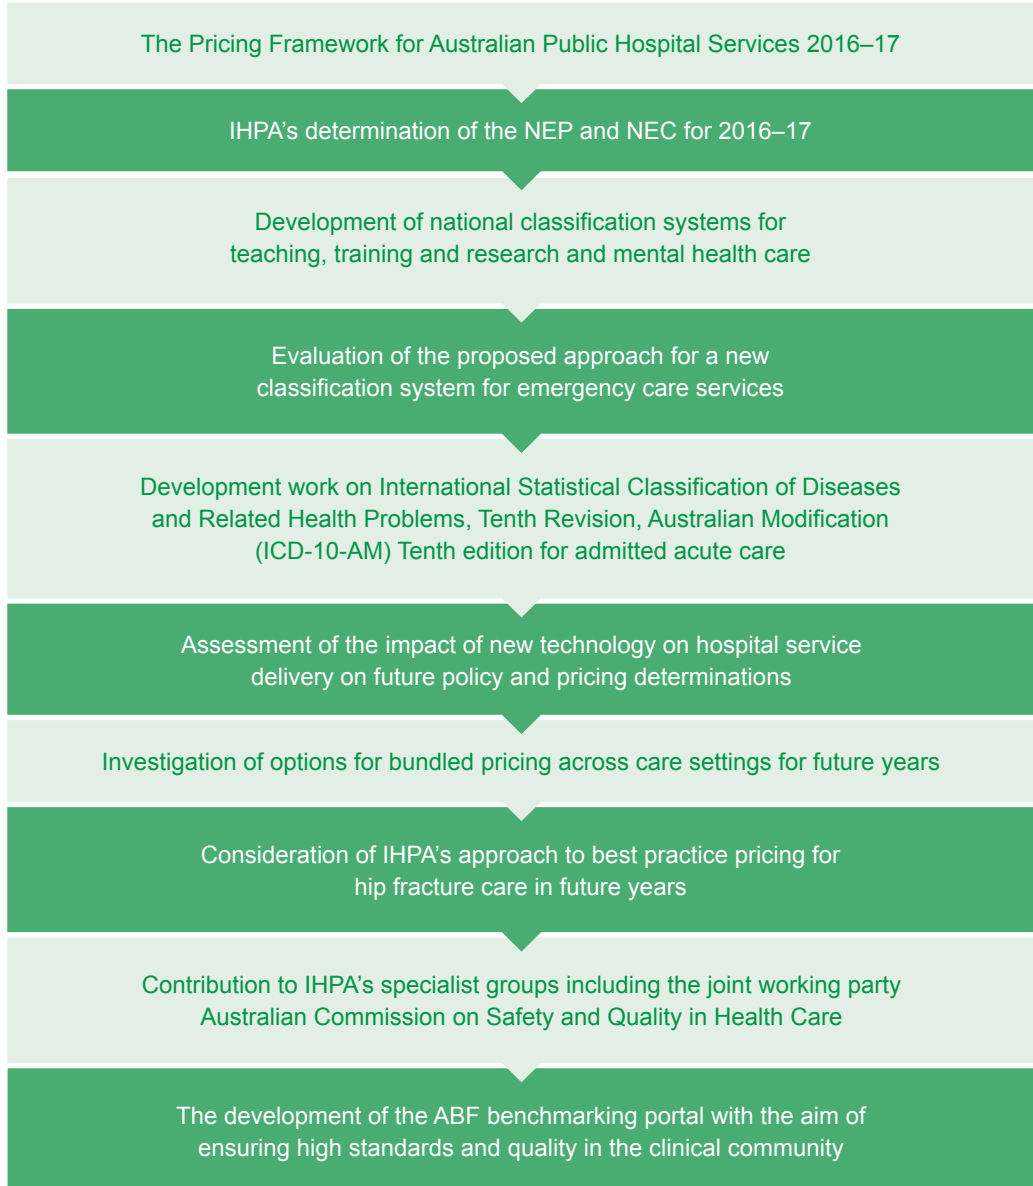 The Pricing Framework for Australian Public Hospital Services 2016–17
IHPA's determination of the NEP and NEC for 2016–17
Development of national classification systems for
teaching, training and research and mental health care
Evaluation of the proposed approach for a new
classification system for emergency care services
Development work on International Statistical Classification of Diseases
and Related Health Problems, Tenth Revision, Australian Modification
(ICD-10-AM) Tenth edition for admitted acute care
Assessment of the impact of new technology on hospital service
delivery on future policy and pricing determinations
Investigation of options for bundled pricing across care settings for future years
Consideration of IHPA's approach to best practice pricing for
hip fracture care in future years
Contribution to IHPA's specialist groups including the joint working party
Australian Commission on Safety and Quality in Health Care
The development of the ABF benchmarking portal with the aim of
ensuring high standards and quality in the clinical community